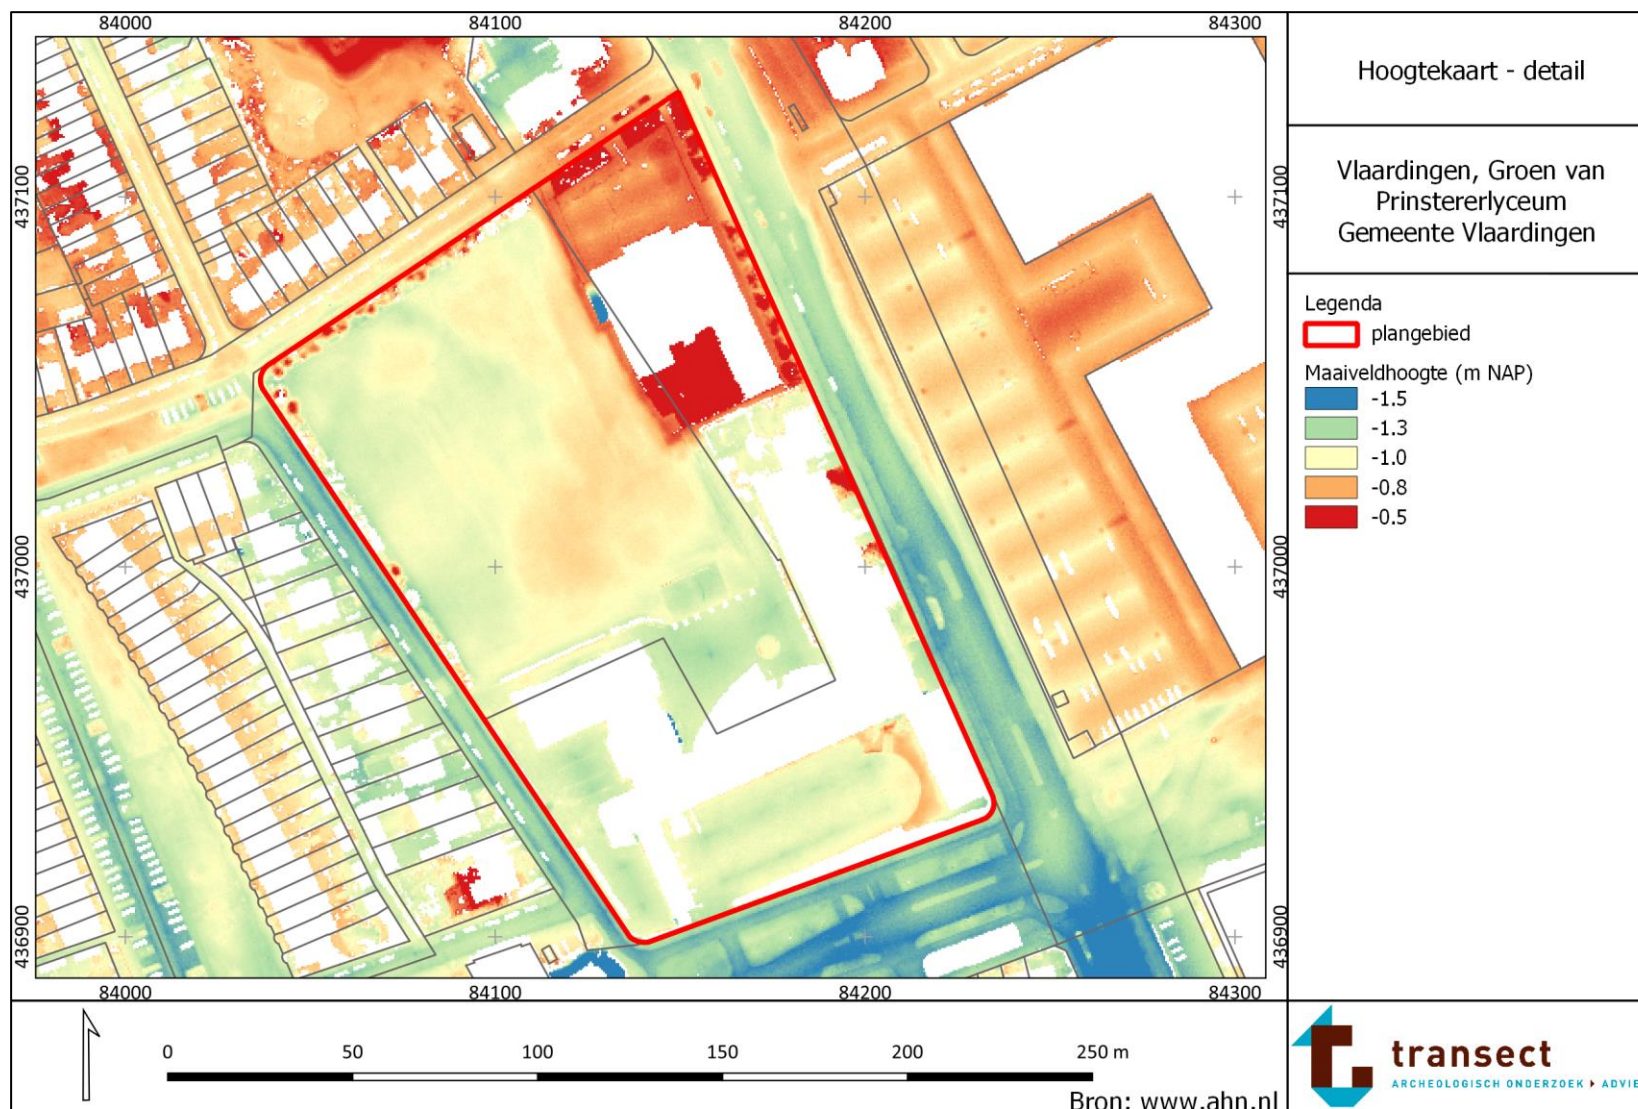 84000 84100 84200 84300
Hoogtekaart - detail
Vlaardingen, Groen van
Prinstererlyceum
Gemeente Vlaardingen
Legenda
plangebied
Maaiveldhoogte (m NAP)
-1.5
-1.3
-1.0
-0.8
-0.5
437100 437100
437000 437000
436900 436900
84000 84100 84200 84300
0 50 100 150 200 250 m
Bron: www.ahn.nl
transect
ARCHEOLOGISCH ONDERZOEK ADVIE